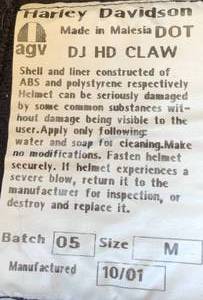 Harley Davidson
Made in Malesia DOT
agv
DJ HD CLAW
Shell and liner constructed of
ABS and polystyrene respectively
Helmet can be seriously damaged
by some common substances wit-
hout damage being visible to the
user.Apply only following:
water and soap for cleaning.Make
no modifications. Fasten helmet
securely. If helmet experiences a
severe blow, return it to the
manufacturer for inspection, or
destroy and replace it.
Batch 05 Size M
Manufactured 10/01